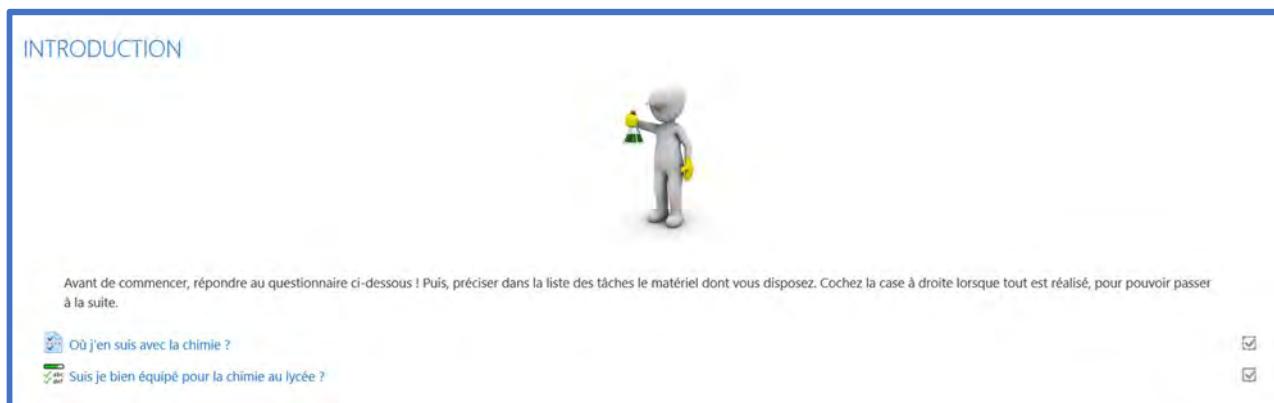 INTRODUCTION
Avant de commencer, répondre au questionnaire ci-dessous ! Puis, préciser dans la liste des tâches le matériel dont vous disposez. Cochez la case à droite lorsque tout est réalisé, pour pouvoir passer
à la suite.
Où j'en suis avec la chimie ?
Suis je bien équipé pour la chimie au lycée ?